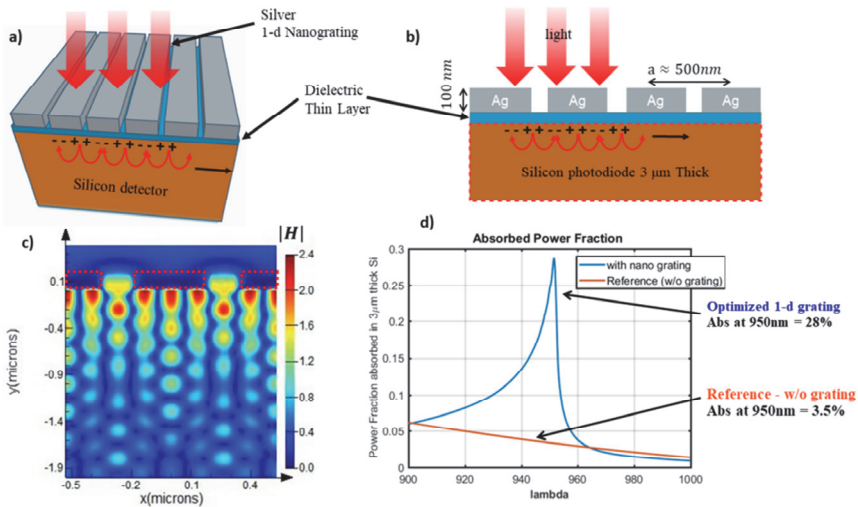 a)
Silver
1-d Nanograting
Dielectric
Thin Layer
- - + + - - + + - - + +
Silicon detector
b)
light
a ≈ 500nm
100 nm
Ag
Ag
Ag
Ag
- - + + - - + + - - + +
Silicon photodiode 3 μm Thick
c)
|H|
2.4
2.0
1.6
1.2
0.8
0.4
0.0
y(microns)
0.1
-0.4
-0.9
-1.4
-1.9
-0.5
-0.2
0.0
0.4
x(microns)
d)
Absorbed Power Fraction
with nano grating
Reference (w/o grating)
Power Fraction absorbed in 3μm thick Si
0.3
0.25
0.2
0.15
0.1
0.05
0
900
920
940
960
980
1000
lambda
Optimized 1-d grating
Abs at 950nm = 28%
Reference - w/o grating
Abs at 950nm = 3.5%